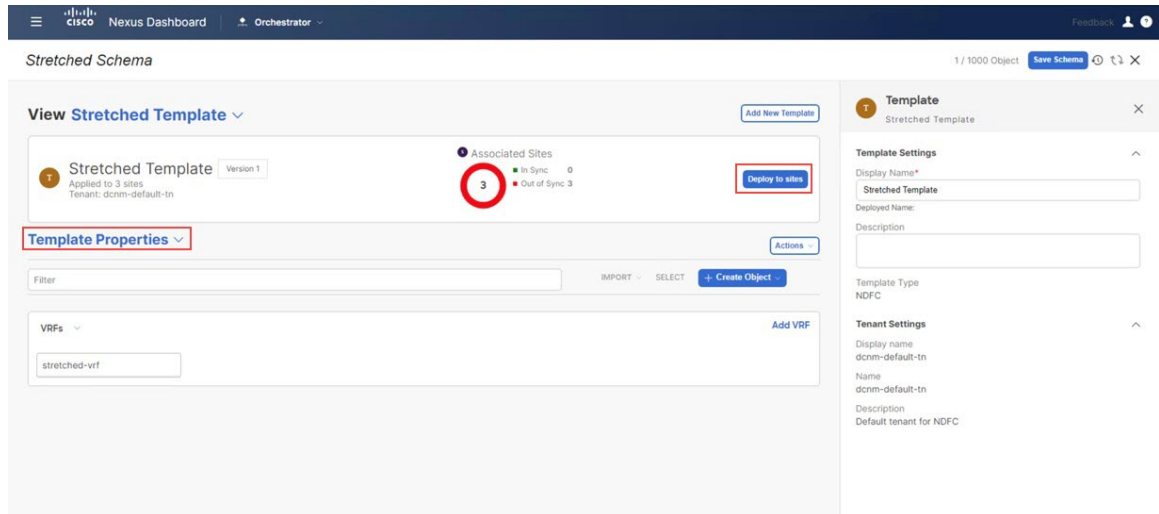 CISCO Nexus Dashboard Orchestrator Feedback
Stretched Schema
1 / 1000 Object Save Schema
View Stretched Template
Add New Template
T
Stretched Template Version 1
Applied to 3 sites
Tenant: dcnm-default-tn
Associated Sites
3
In Sync 0
Out of Sync 3
Deploy to sites
Template Properties
Actions
Filter
IMPORT SELECT + Create Object
VRFs
Add VRF
stretched-vrf
T
Template
Stretched Template
Template Settings
Display Name*
Stretched Template
Deployed Name:
Description
Template Type
NDFC
Tenant Settings
Display name
dcnm-default-tn
Name
dcnm-default-tn
Description
Default tenant for NDFC